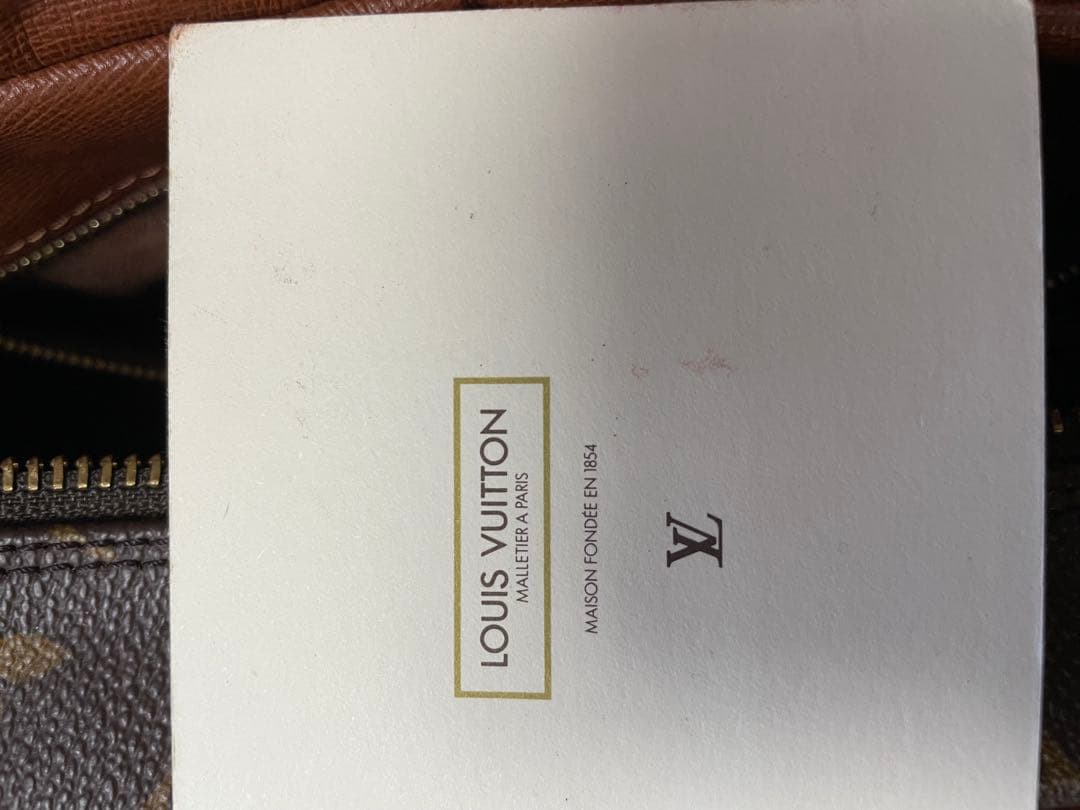 LOUIS VUITTON
MALLETIER A PARIS
MAISON FONDÉE EN 1854
LV